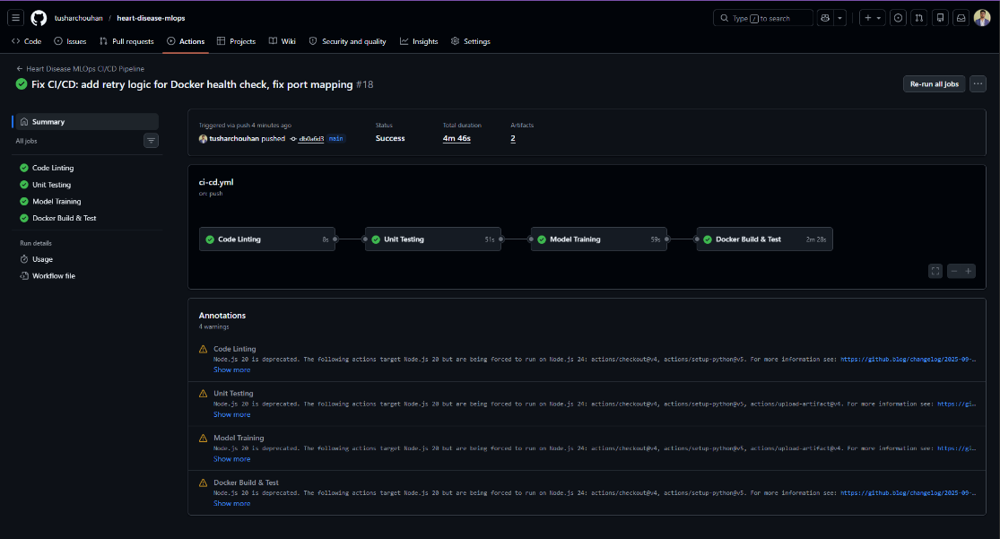 tusharchouhan / heart-disease-mlops
Type / to search
Code Issues Pull requests Actions Projects Wiki Security and quality Insights Settings
← Heart Disease MLOps CI/CD Pipeline
Fix CI/CD: add retry logic for Docker health check, fix port mapping #18
Re-run all jobs
Summary
All jobs
Code Linting
Unit Testing
Model Training
Docker Build & Test
Run details
Usage
Workflow file
Triggered via push 4 minutes ago
tusharchouhan pushed db0a6d3 main
Status
Success
Total duration
4m 46s
Artifacts
2
ci-cd.yml
on: push
Code Linting 8s
Unit Testing 51s
Model Training 59s
Docker Build & Test 2m 28s
Annotations
4 warnings
Code Linting
Node.js 20 is deprecated. The following actions target Node.js 20 but are being forced to run on Node.js 24: actions/checkout@v4, actions/setup-python@v5. For more information see: https://github.blog/changelog/2025-09-...
Show more
Unit Testing
Node.js 20 is deprecated. The following actions target Node.js 20 but are being forced to run on Node.js 24: actions/checkout@v4, actions/setup-python@v5, actions/upload-artifact@v4. For more information see: https://gi...
Show more
Model Training
Node.js 20 is deprecated. The following actions target Node.js 20 but are being forced to run on Node.js 24: actions/checkout@v4, actions/setup-python@v5, actions/upload-artifact@v4. For more information see: https://gi...
Show more
Docker Build & Test
Node.js 20 is deprecated. The following actions target Node.js 20 but are being forced to run on Node.js 24: actions/checkout@v4, actions/setup-python@v5. For more information see: https://github.blog/changelog/2025-09-...
Show more